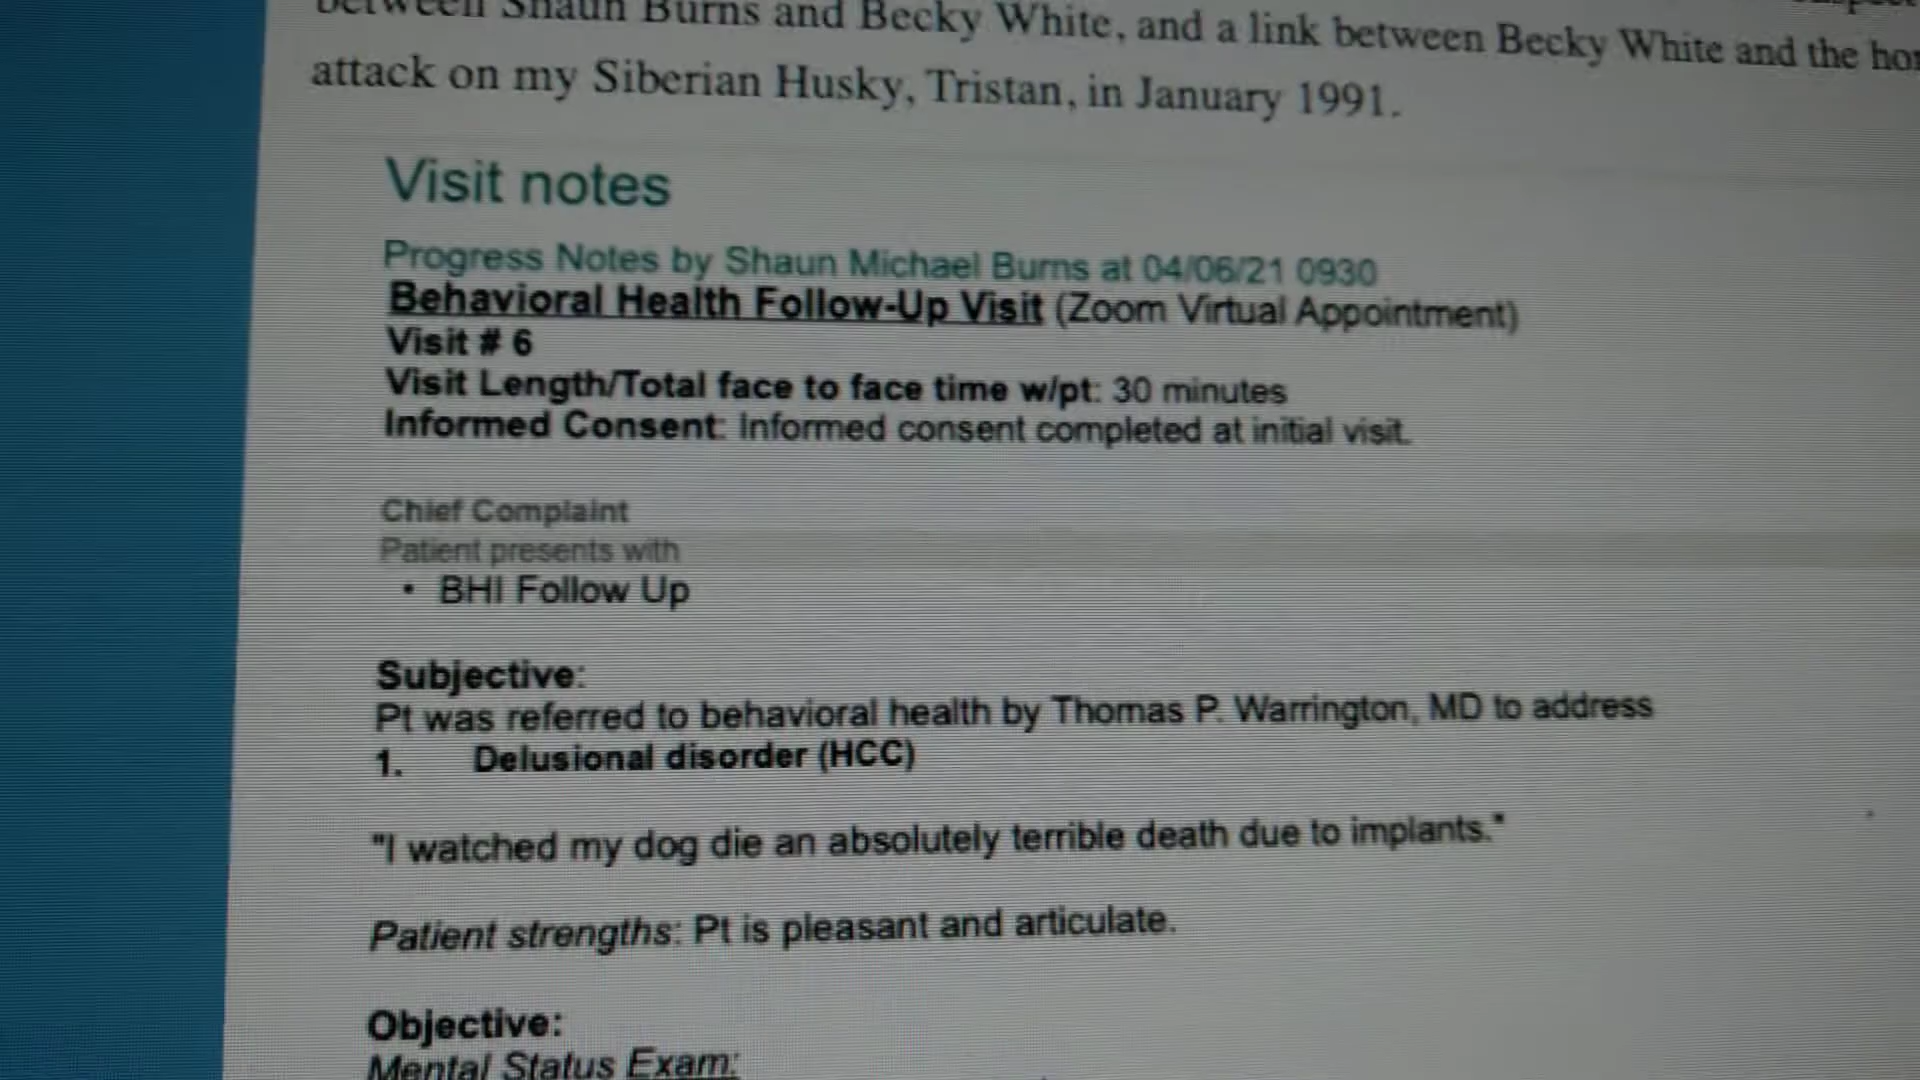 between Shaun Burns and Becky White, and a link between Becky White and the
attack on my Siberian Husky, Tristan, in January 1991.
Visit notes
Progress Notes by Shaun Michael Burns at 04/06/21 0930
Behavioral Health Follow-Up Visit (Zoom Virtual Appointment)
Visit # 6
Visit Length/Total face to face time w/pt: 30 minutes
Informed Consent: Informed consent completed at initial visit.
Chief Complaint
Patient presents with
• BHI Follow Up
Subjective:
Pt was referred to behavioral health by Thomas P. Warrington, MD to address
1. Delusional disorder (HCC)
"I watched my dog die an absolutely terrible death due to implants."
Patient strengths: Pt is pleasant and articulate.
Objective:
Mental Status Exam: